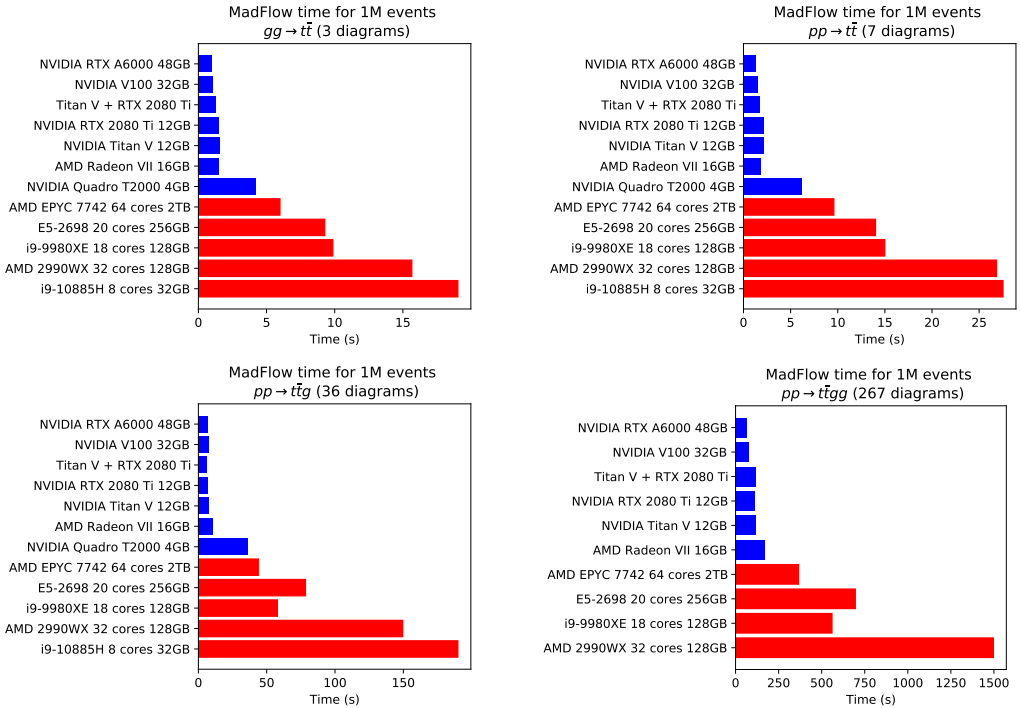 MadFlow time for 1M events
gg → tt̄ (3 diagrams)
NVIDIA RTX A6000 48GB
NVIDIA V100 32GB
Titan V + RTX 2080 Ti
NVIDIA RTX 2080 Ti 12GB
NVIDIA Titan V 12GB
AMD Radeon VII 16GB
NVIDIA Quadro T2000 4GB
AMD EPYC 7742 64 cores 2TB
E5-2698 20 cores 256GB
i9-9980XE 18 cores 128GB
AMD 2990WX 32 cores 128GB
i9-10885H 8 cores 32GB
0 5 10 15
Time (s)
MadFlow time for 1M events
pp → tt̄ (7 diagrams)
NVIDIA RTX A6000 48GB
NVIDIA V100 32GB
Titan V + RTX 2080 Ti
NVIDIA RTX 2080 Ti 12GB
NVIDIA Titan V 12GB
AMD Radeon VII 16GB
NVIDIA Quadro T2000 4GB
AMD EPYC 7742 64 cores 2TB
E5-2698 20 cores 256GB
i9-9980XE 18 cores 128GB
AMD 2990WX 32 cores 128GB
i9-10885H 8 cores 32GB
0 5 10 15 20 25
Time (s)
MadFlow time for 1M events
pp → tt̄g (36 diagrams)
NVIDIA RTX A6000 48GB
NVIDIA V100 32GB
Titan V + RTX 2080 Ti
NVIDIA RTX 2080 Ti 12GB
NVIDIA Titan V 12GB
AMD Radeon VII 16GB
NVIDIA Quadro T2000 4GB
AMD EPYC 7742 64 cores 2TB
E5-2698 20 cores 256GB
i9-9980XE 18 cores 128GB
AMD 2990WX 32 cores 128GB
i9-10885H 8 cores 32GB
0 50 100 150
Time (s)
MadFlow time for 1M events
pp → tt̄gg (267 diagrams)
NVIDIA RTX A6000 48GB
NVIDIA V100 32GB
Titan V + RTX 2080 Ti
NVIDIA RTX 2080 Ti 12GB
NVIDIA Titan V 12GB
AMD Radeon VII 16GB
AMD EPYC 7742 64 cores 2TB
E5-2698 20 cores 256GB
i9-9980XE 18 cores 128GB
AMD 2990WX 32 cores 128GB
0 250 500 750 1000 1250 1500
Time (s)